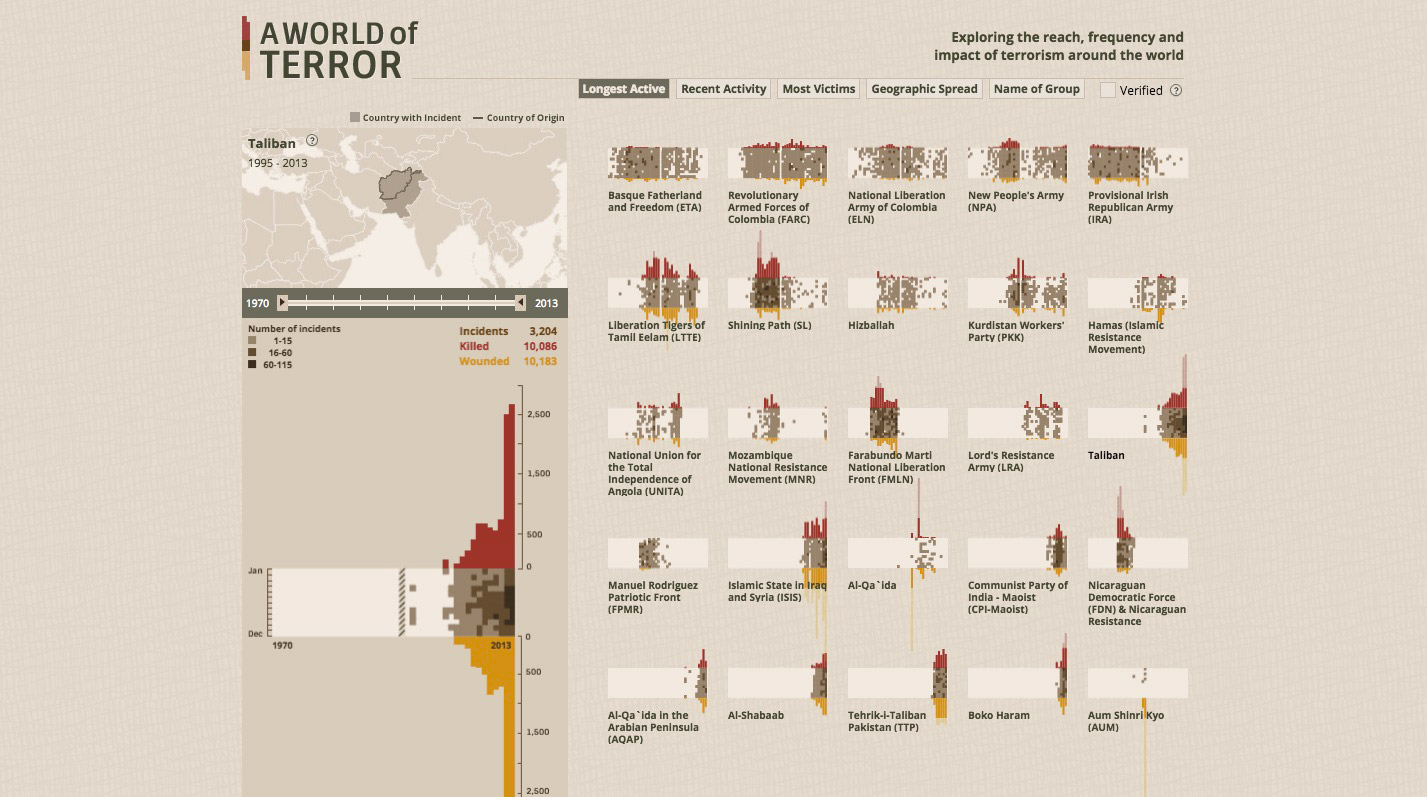 A WORLD of
TERROR
Exploring the reach, frequency and
impact of terrorism around the world
Longest Active
Recent Activity
Most Victims
Geographic Spread
Name of Group
Verified ?
Country with Incident
Country of Origin
Taliban ?
1995 - 2013
1970
2013
Number of incidents
1-15
16-60
60-115
Incidents 3,204
Killed 10,086
Wounded 10,183
2,500
1,500
500
0
Jan
Dec
1970
2013
0
500
1,500
2,500
Basque Fatherland
and Freedom (ETA)
Revolutionary
Armed Forces of
Colombia (FARC)
National Liberation
Army of Colombia
(ELN)
New People's Army
(NPA)
Provisional Irish
Republican Army
(IRA)
Liberation Tigers of
Tamil Eelam (LTTE)
Shining Path (SL)
Hizballah
Kurdistan Workers'
Party (PKK)
Hamas (Islamic
Resistance
Movement)
National Union for
the Total
Independence of
Angola (UNITA)
Mozambique
National Resistance
Movement (MNR)
Farabundo Marti
National Liberation
Front (FMLN)
Lord's Resistance
Army (LRA)
Taliban
Manuel Rodriguez
Patriotic Front
(FPMR)
Islamic State in Iraq
and Syria (ISIS)
Al-Qa`ida
Communist Party of
India - Maoist
(CPI-Maoist)
Nicaraguan
Democratic Force
(FDN) & Nicaraguan
Resistance
Al-Qa`ida in the
Arabian Peninsula
(AQAP)
Al-Shabaab
Tehrik-i-Taliban
Pakistan (TTP)
Boko Haram
Aum Shinri Kyo
(AUM)